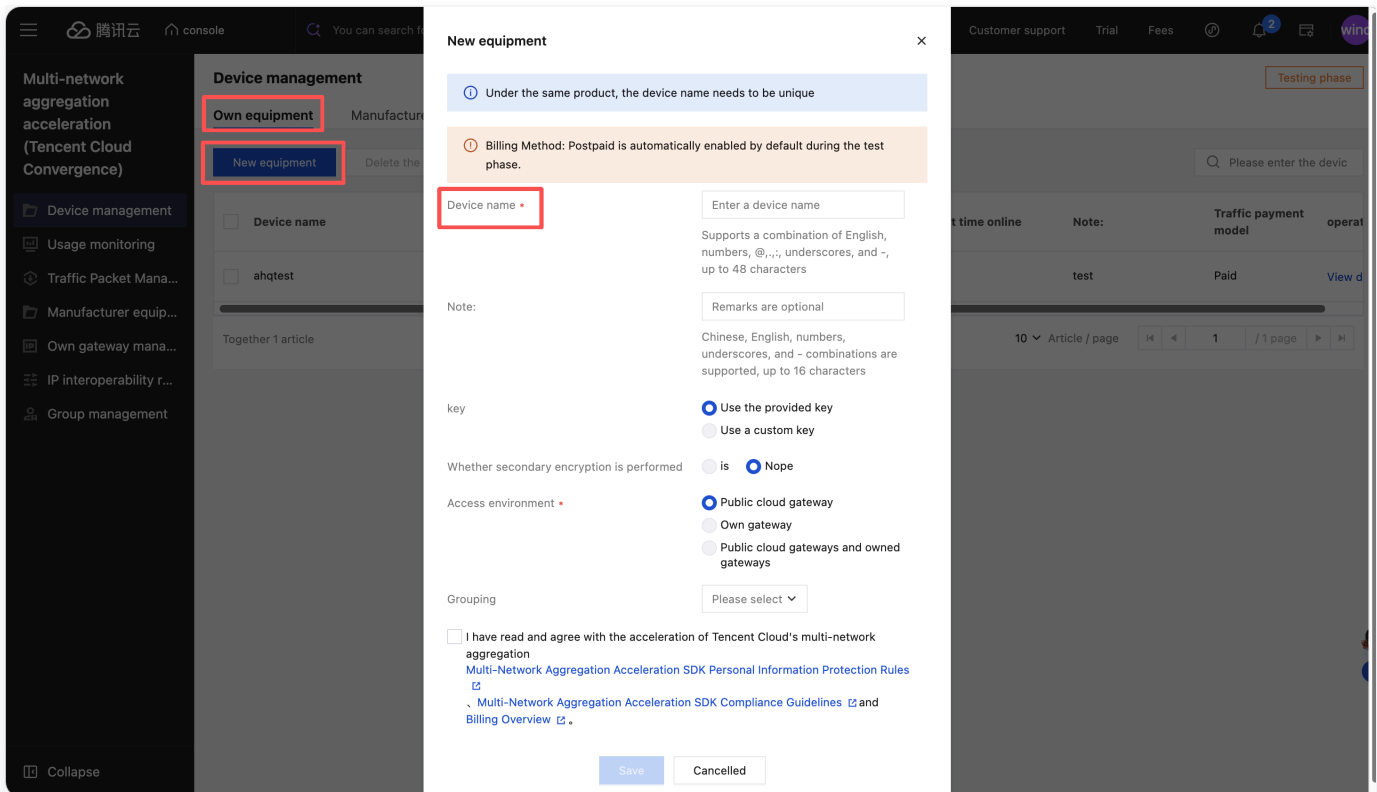 腾讯云
console
You can search f
Customer support
Trial
Fees
2
winc
Multi-network
aggregation
acceleration
(Tencent Cloud
Convergence)
Device management
Usage monitoring
Traffic Packet Mana...
Manufacturer equip...
Own gateway mana...
IP interoperability r...
Group management
Collapse
Device management
Testing phase
Own equipment
Manufacture
New equipment
Delete the
Please enter the devic
Device name
t time online
Note:
Traffic payment
model
operat
ahqtest
test
Paid
View d
Together 1 article
10
Article / page
1
/ 1 page
New equipment
Under the same product, the device name needs to be unique
Billing Method: Postpaid is automatically enabled by default during the test
phase.
Device name *
Enter a device name
Supports a combination of English,
numbers, @,.,:, underscores, and -,
up to 48 characters
Note:
Remarks are optional
Chinese, English, numbers,
underscores, and - combinations are
supported, up to 16 characters
key
Use the provided key
Use a custom key
Whether secondary encryption is performed
is
Nope
Access environment *
Public cloud gateway
Own gateway
Public cloud gateways and owned
gateways
Grouping
Please select
I have read and agree with the acceleration of Tencent Cloud's multi-network
aggregation
Multi-Network Aggregation Acceleration SDK Personal Information Protection Rules
、Multi-Network Aggregation Acceleration SDK Compliance Guidelines and
Billing Overview 。
Save
Cancelled